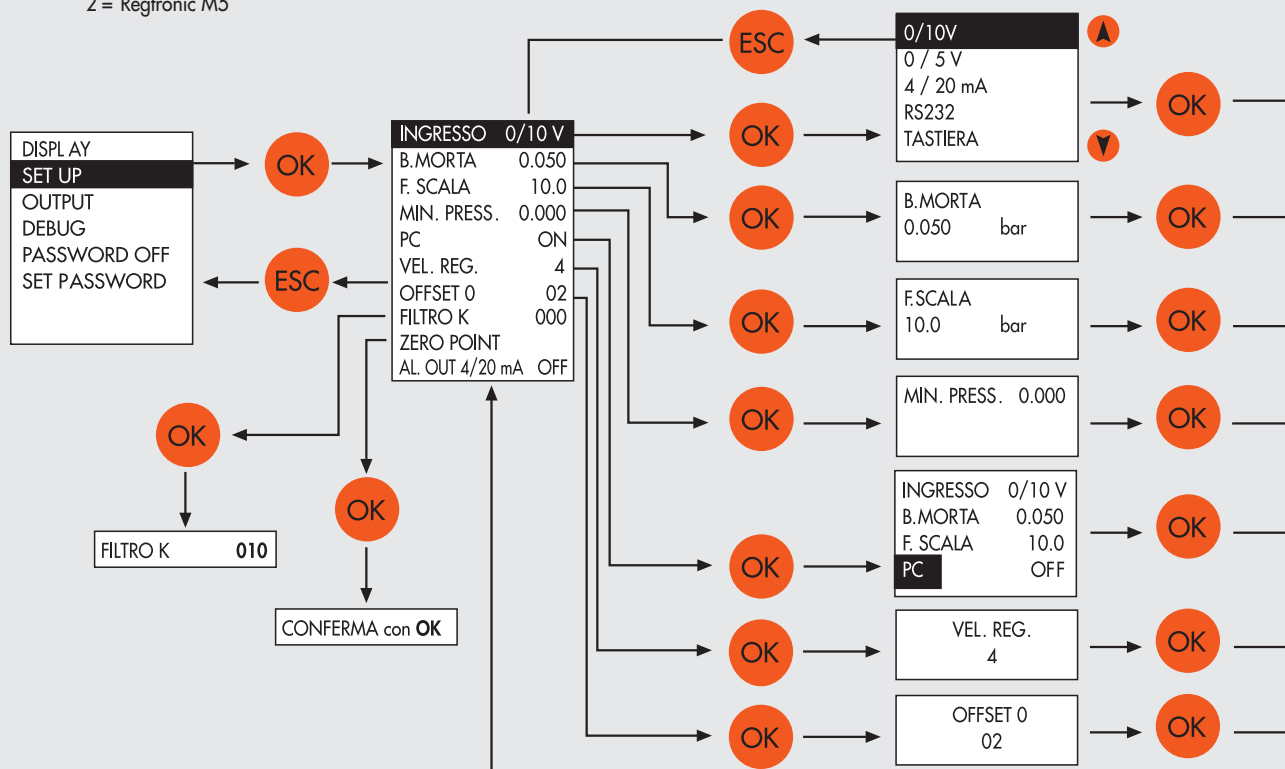 2 = Regtronic M5
DISPLAY
SET UP
OUTPUT
DEBUG
PASSWORD OFF
SET PASSWORD
OK
ESC
INGRESSO 0/10 V
B.MORTA 0.050
F. SCALA 10.0
MIN. PRESS. 0.000
PC ON
VEL. REG. 4
OFFSET 0 02
FILTRO K 000
ZERO POINT
AL. OUT 4/20 mA OFF
OK
FILTRO K 010
OK
CONFERMA con OK
ESC
0/10V
0 / 5 V
4 / 20 mA
RS232
TASTIERA
OK
OK
OK
B.MORTA
0.050 bar
OK
OK
F.SCALA
10.0 bar
OK
OK
MIN. PRESS. 0.000
OK
OK
INGRESSO 0/10 V
B.MORTA 0.050
F. SCALA 10.0
PC OFF
OK
OK
VEL. REG.
4
OK
OK
OFFSET 0
02
OK